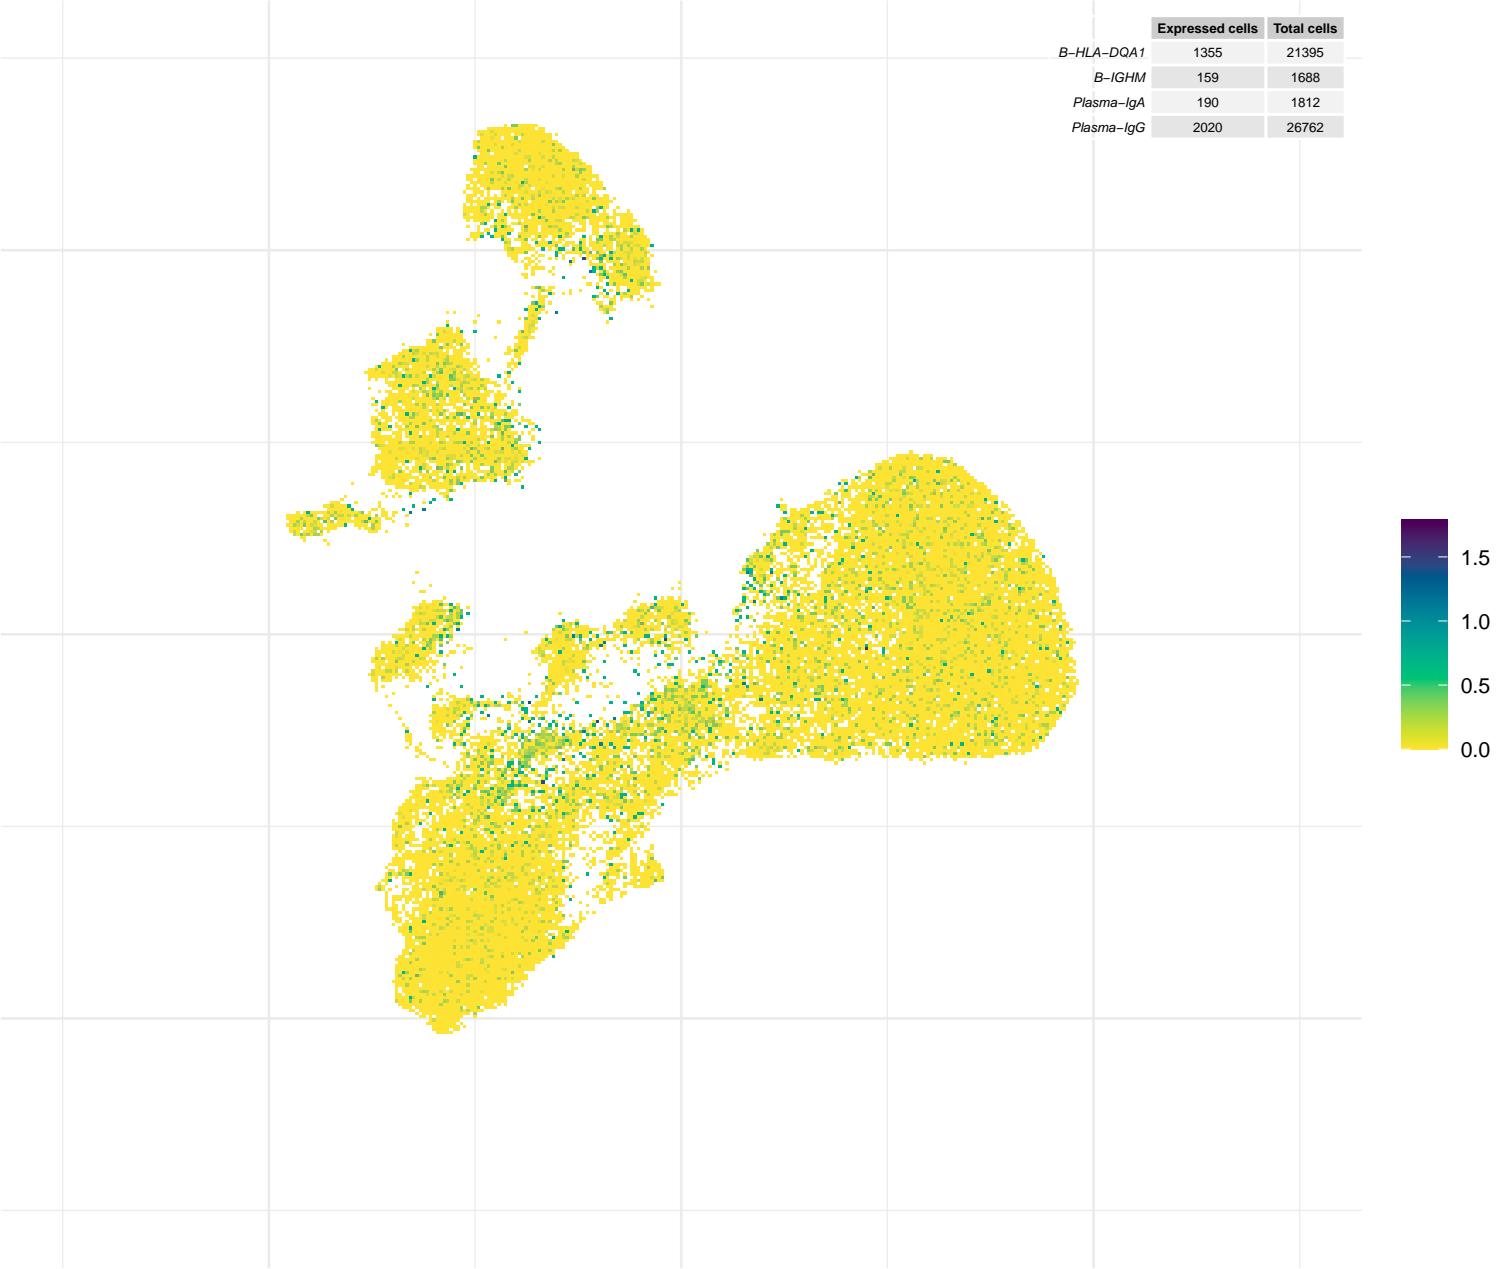 Expressed cells Total cells
B−HLA−DQA1 1355 21395
B−IGHM 159 1688
Plasma−IgA 190 1812
Plasma−IgG 2020 26762
1.5
1.0
0.5
0.0